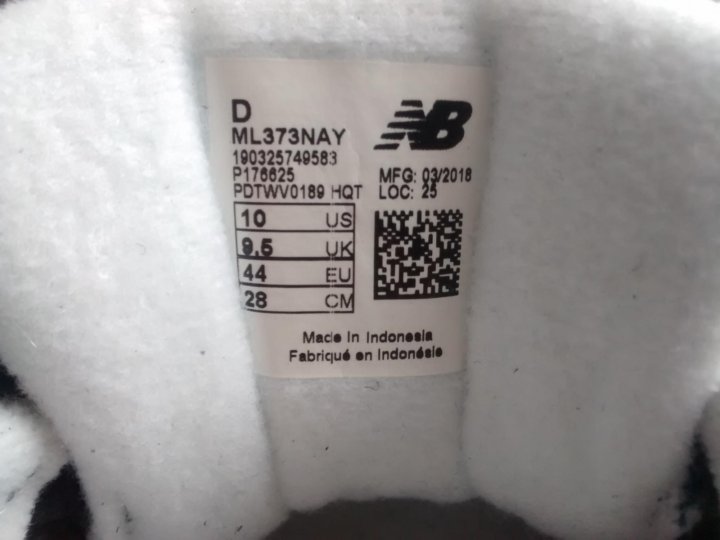 D
NB
ML373NAY
190325749583
P176625
PDTWV0189 HQT
MFG: 03/2018
LOC: 25
10 US
9,5 UK
44 EU
28 CM
Made In Indonesia
Fabriqué en Indonésie